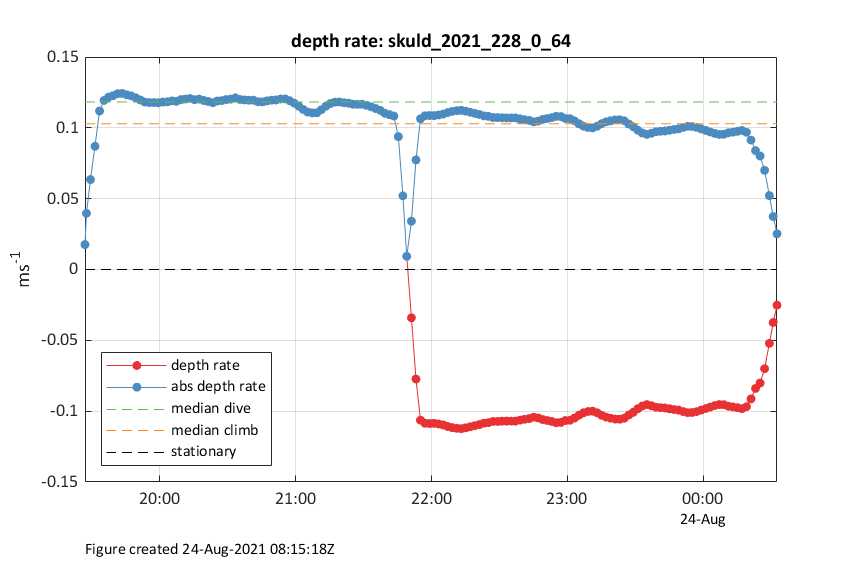 depth rate: skuld_2021_228_0_64
0.15
0.1
0.05
0
-0.05
-0.1
-0.15
ms-1
depth rate
abs depth rate
median dive
median climb
stationary
20:00 21:00 22:00 23:00 00:00
24-Aug
Figure created 24-Aug-2021 08:15:18Z